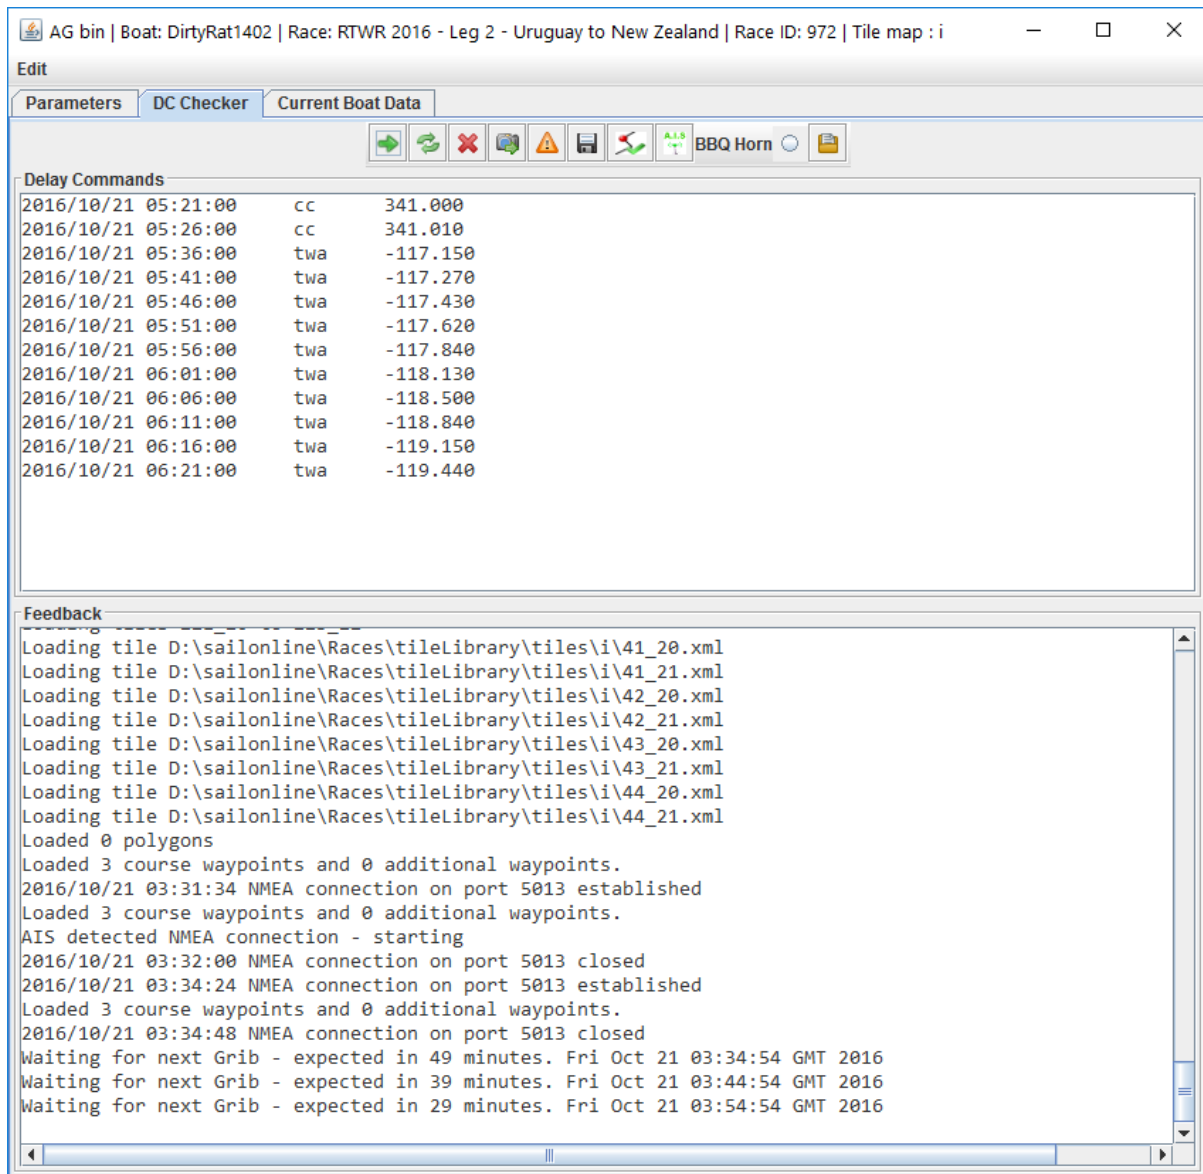 AG bin | Boat: DirtyRat1402 | Race: RTWR 2016 - Leg 2 - Uruguay to New Zealand | Race ID: 972 | Tile map : i
Edit
Parameters DC Checker Current Boat Data
A.I.S BBQ Horn
Delay Commands
2016/10/21 05:21:00 cc 341.000
2016/10/21 05:26:00 cc 341.010
2016/10/21 05:36:00 twa -117.150
2016/10/21 05:41:00 twa -117.270
2016/10/21 05:46:00 twa -117.430
2016/10/21 05:51:00 twa -117.620
2016/10/21 05:56:00 twa -117.840
2016/10/21 06:01:00 twa -118.130
2016/10/21 06:06:00 twa -118.500
2016/10/21 06:11:00 twa -118.840
2016/10/21 06:16:00 twa -119.150
2016/10/21 06:21:00 twa -119.440
Feedback
Loading tile D:\sailonline\Races\tileLibrary\tiles\i\41_20.xml
Loading tile D:\sailonline\Races\tileLibrary\tiles\i\41_21.xml
Loading tile D:\sailonline\Races\tileLibrary\tiles\i\42_20.xml
Loading tile D:\sailonline\Races\tileLibrary\tiles\i\42_21.xml
Loading tile D:\sailonline\Races\tileLibrary\tiles\i\43_20.xml
Loading tile D:\sailonline\Races\tileLibrary\tiles\i\43_21.xml
Loading tile D:\sailonline\Races\tileLibrary\tiles\i\44_20.xml
Loading tile D:\sailonline\Races\tileLibrary\tiles\i\44_21.xml
Loaded 0 polygons
Loaded 3 course waypoints and 0 additional waypoints.
2016/10/21 03:31:34 NMEA connection on port 5013 established
Loaded 3 course waypoints and 0 additional waypoints.
AIS detected NMEA connection - starting
2016/10/21 03:32:00 NMEA connection on port 5013 closed
2016/10/21 03:34:24 NMEA connection on port 5013 established
Loaded 3 course waypoints and 0 additional waypoints.
2016/10/21 03:34:48 NMEA connection on port 5013 closed
Waiting for next Grib - expected in 49 minutes. Fri Oct 21 03:34:54 GMT 2016
Waiting for next Grib - expected in 39 minutes. Fri Oct 21 03:44:54 GMT 2016
Waiting for next Grib - expected in 29 minutes. Fri Oct 21 03:54:54 GMT 2016